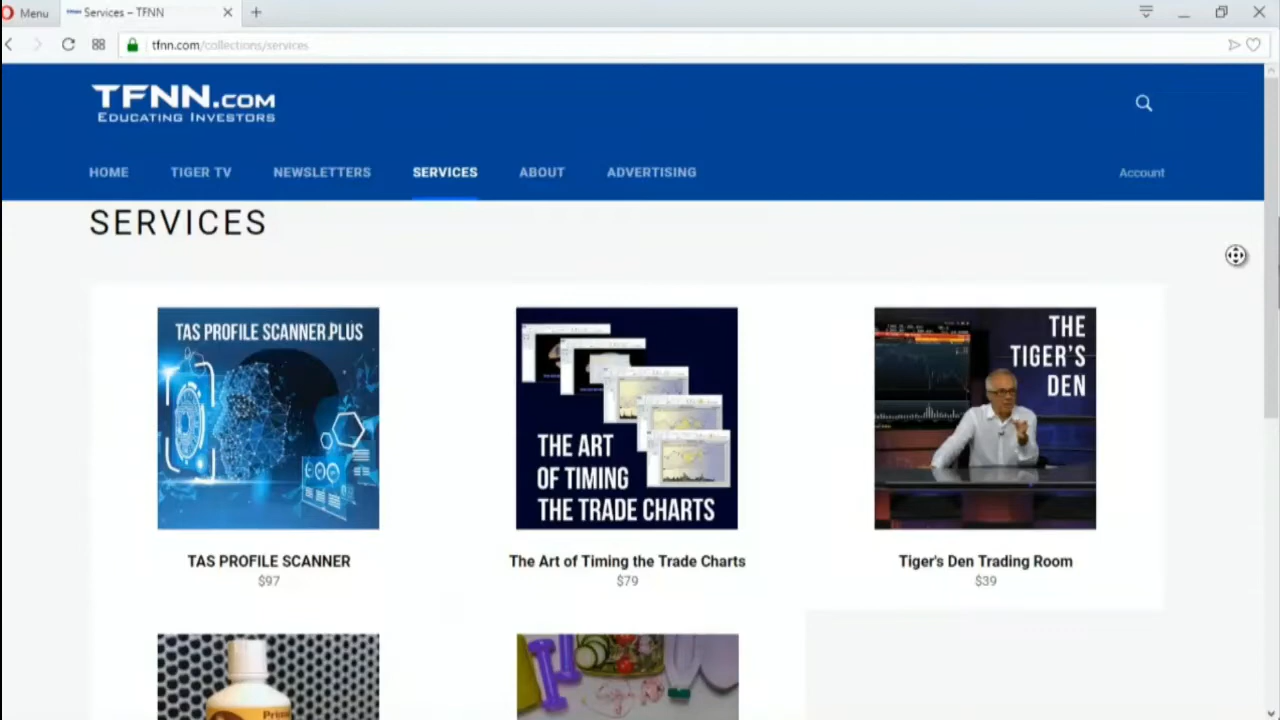 Menu
Services – TFNN
tfnn.com/collections/services
TFNN.COM
EDUCATING INVESTORS
HOME TIGER TV NEWSLETTERS SERVICES ABOUT ADVERTISING Account
SERVICES
TAS PROFILE SCANNER PLUS
THE ART
OF TIMING
THE TRADE CHARTS
THE
TIGER'S
DEN
TAS PROFILE SCANNER
$97
The Art of Timing the Trade Charts
$79
Tiger's Den Trading Room
$39